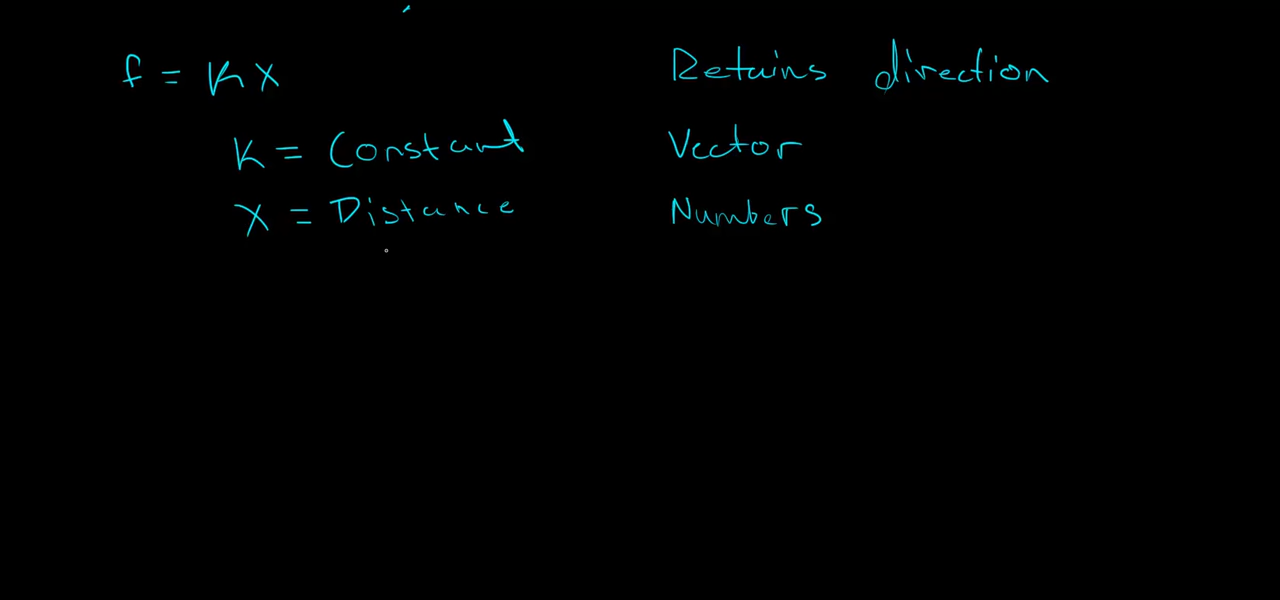 f = Kx
K = Constant
X = Distance
Retains direction
Vector
Numbers